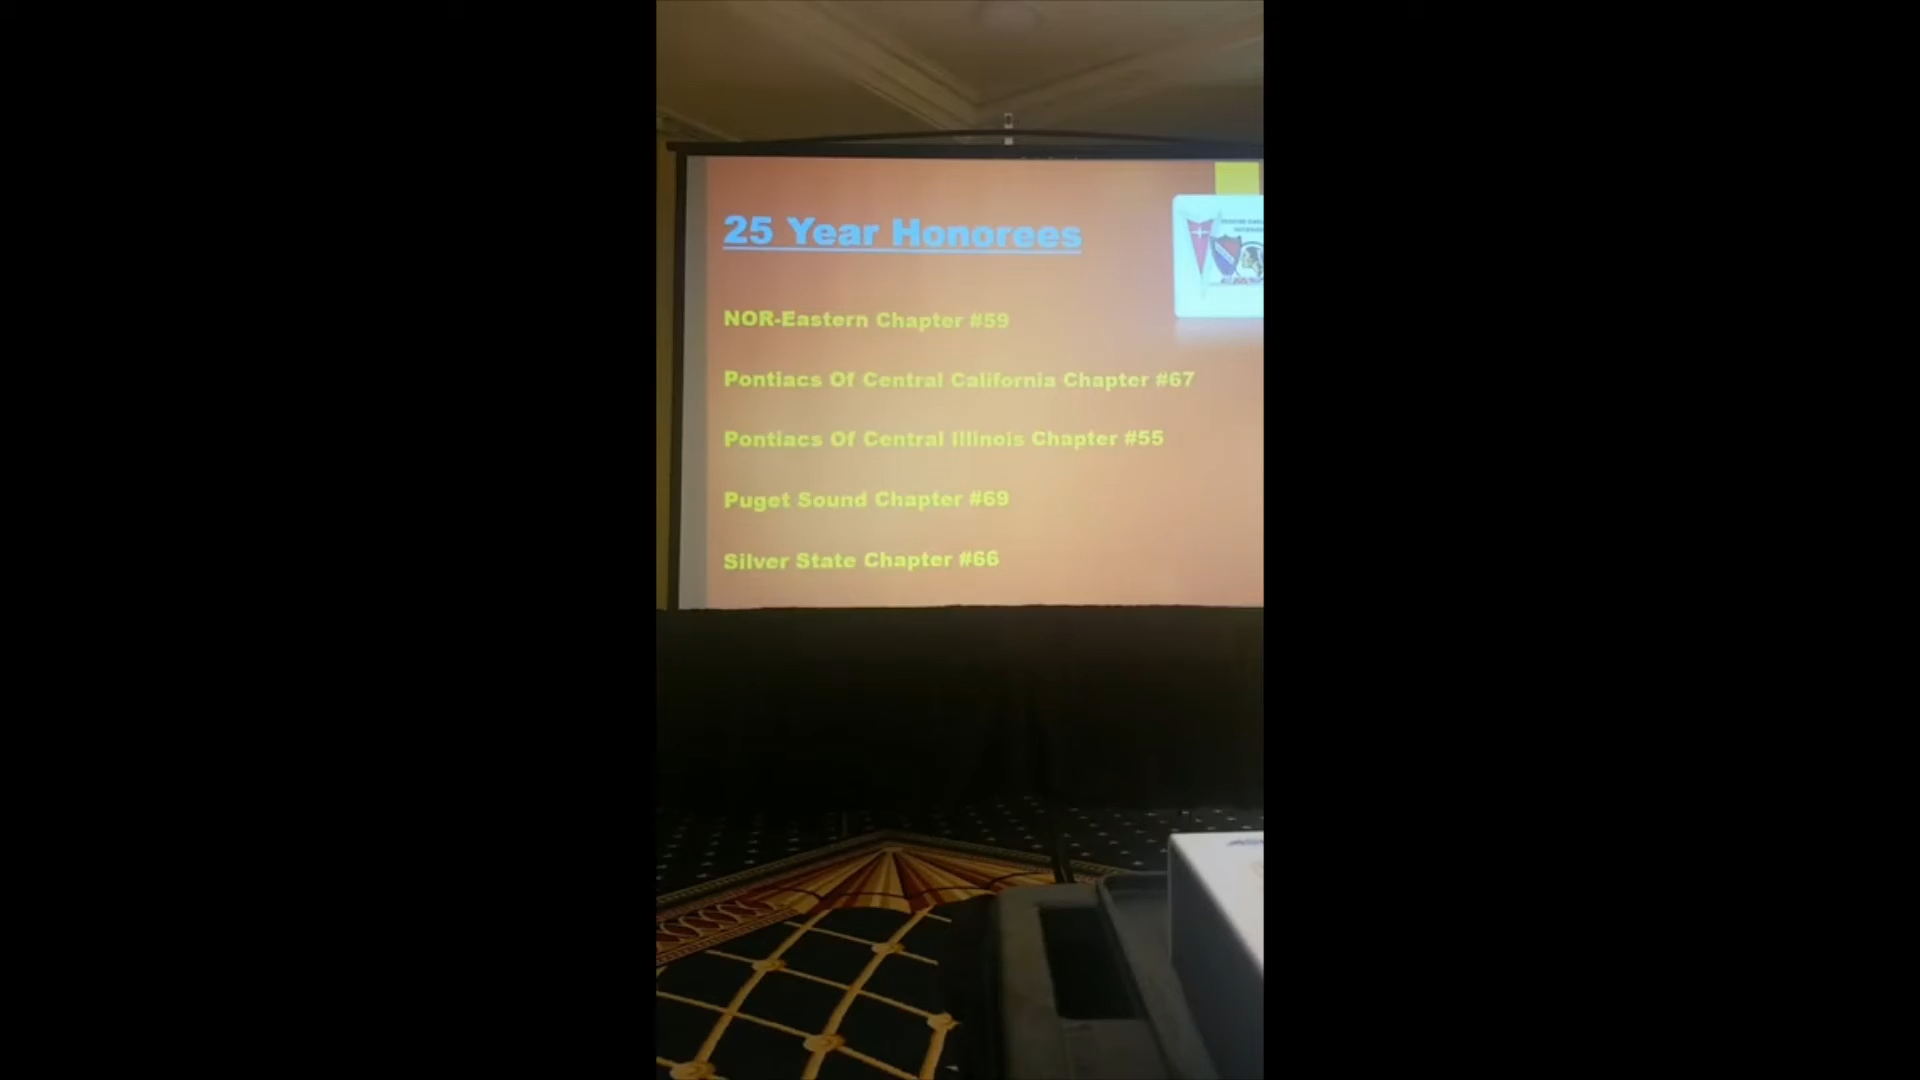 25 Year Honorees
NOR-Eastern Chapter #59
Pontiacs Of Central California Chapter #67
Pontiacs Of Central Illinois Chapter #55
Puget Sound Chapter #69
Silver State Chapter #66